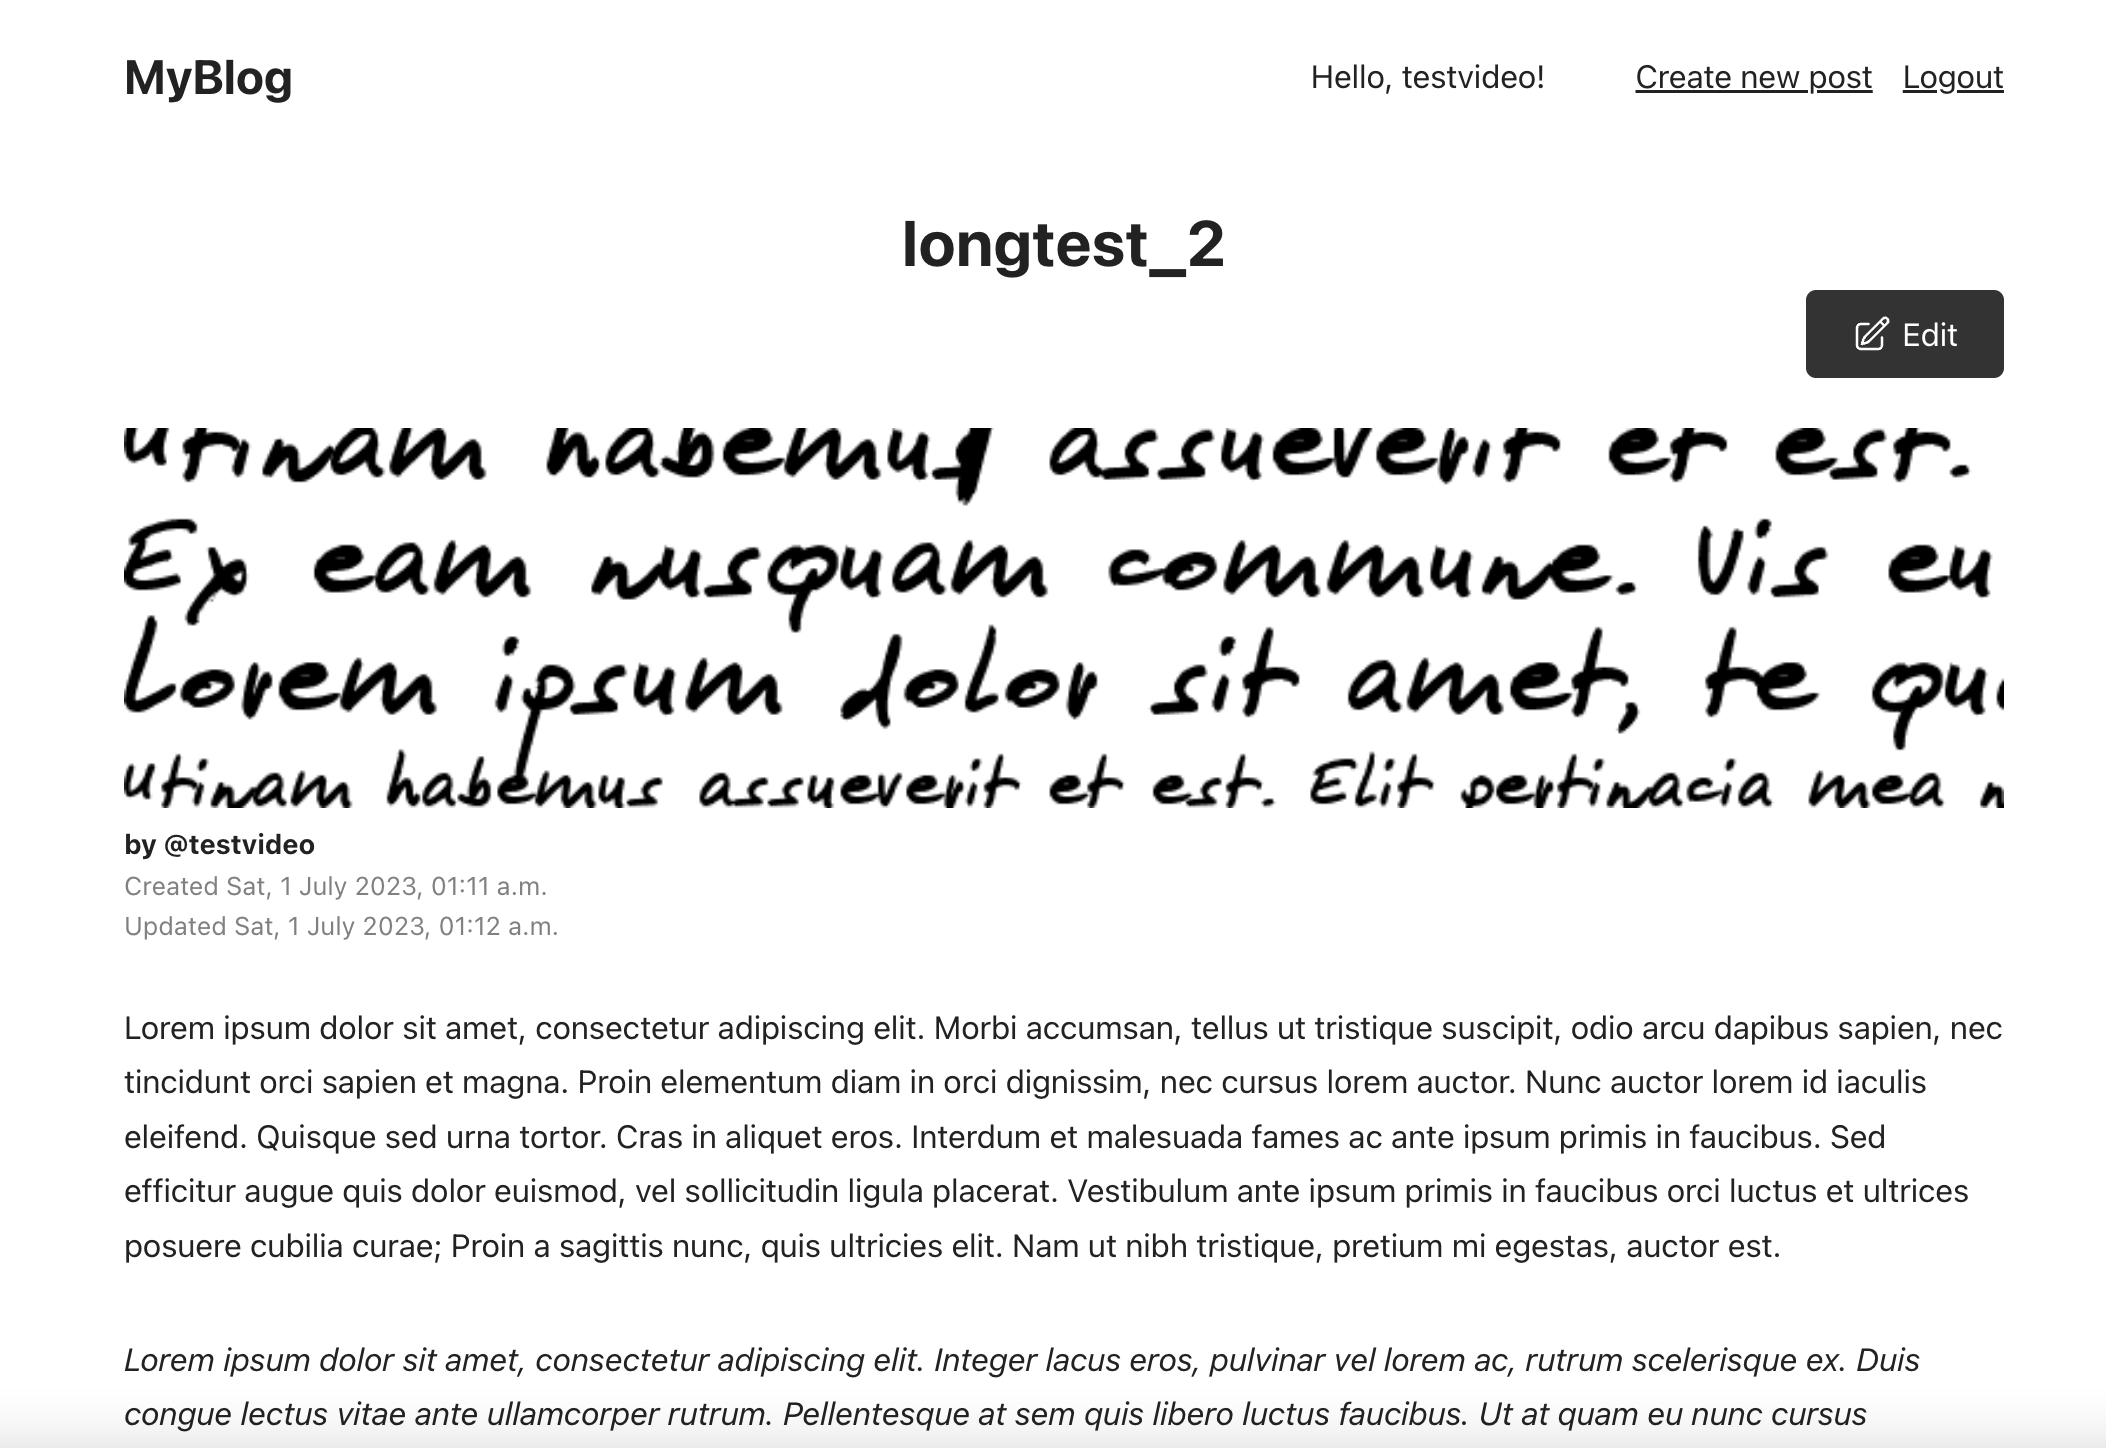 MyBlog
Hello, testvideo! Create new post Logout
longtest_2
Edit
utinam habemus assueverit et est.
Ex eam nusquam commune. Vis eu
Lorem ipsum dolor sit amet, te
utinam habemus assueverit et est. Elit pertinacia mea
by @testvideo
Created Sat, 1 July 2023, 01:11 a.m.
Updated Sat, 1 July 2023, 01:12 a.m.
Lorem ipsum dolor sit amet, consectetur adipiscing elit. Morbi accumsan, tellus ut tristique suscipit, odio arcu dapibus sapien, nec
tincidunt orci sapien et magna. Proin elementum diam in orci dignissim, nec cursus lorem auctor. Nunc auctor lorem id iaculis
eleifend. Quisque sed urna tortor. Cras in aliquet eros. Interdum et malesuada fames ac ante ipsum primis in faucibus. Sed
efficitur augue quis dolor euismod, vel sollicitudin ligula placerat. Vestibulum ante ipsum primis in faucibus orci luctus et ultrices
posuere cubilia curae; Proin a sagittis nunc, quis ultricies elit. Nam ut nibh tristique, pretium mi egestas, auctor est.
Lorem ipsum dolor sit amet, consectetur adipiscing elit. Integer lacus eros, pulvinar vel lorem ac, rutrum scelerisque ex. Duis
congue lectus vitae ante ullamcorper rutrum. Pellentesque at sem quis libero luctus faucibus. Ut at quam eu nunc cursus